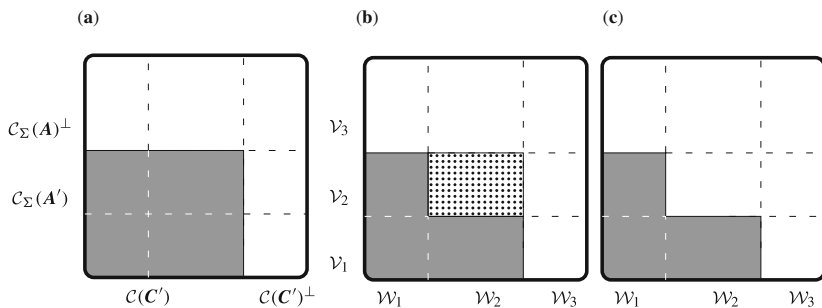 (a)
(b)
(c)
𝒞_Σ(A)^⊥
𝒞_Σ(A′)
𝒱_3
𝒱_2
𝒱_1
𝒞(C′) 𝒞(C′)^⊥
𝒲_1 𝒲_2 𝒲_3
𝒲_1 𝒲_2 𝒲_3